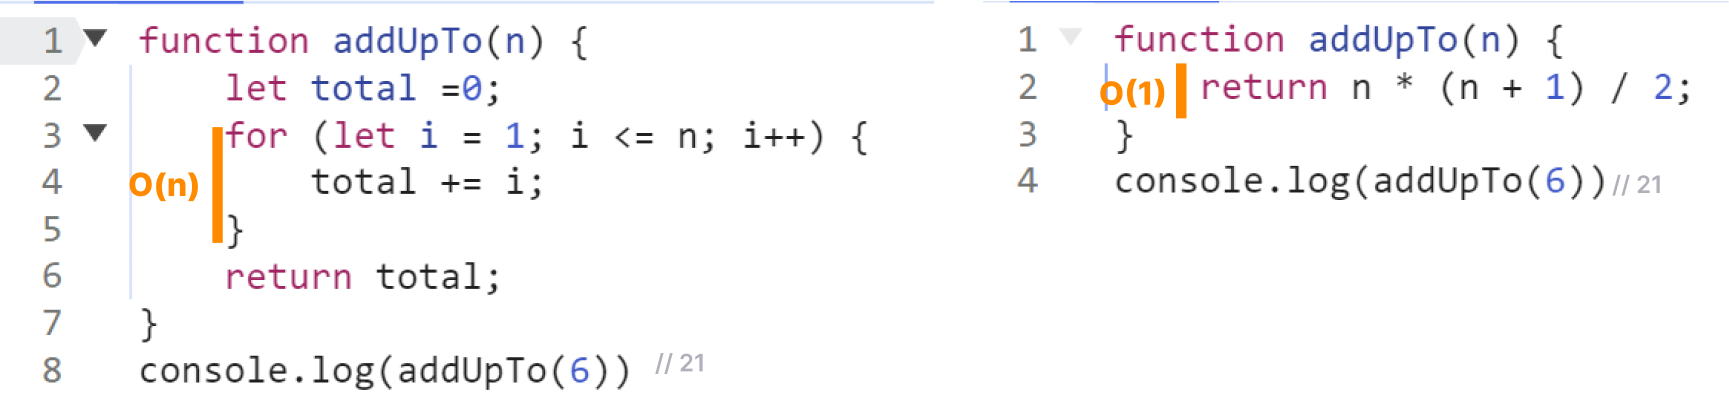 1 function addUpTo(n) {
2 let total =0;
3 for (let i = 1; i <= n; i++) {
4 total += i;
O(n)
5 }
6 return total;
7 }
8 console.log(addUpTo(6)) // 21
1 function addUpTo(n) {
2 O(1) return n * (n + 1) / 2;
3 }
4 console.log(addUpTo(6)) // 21